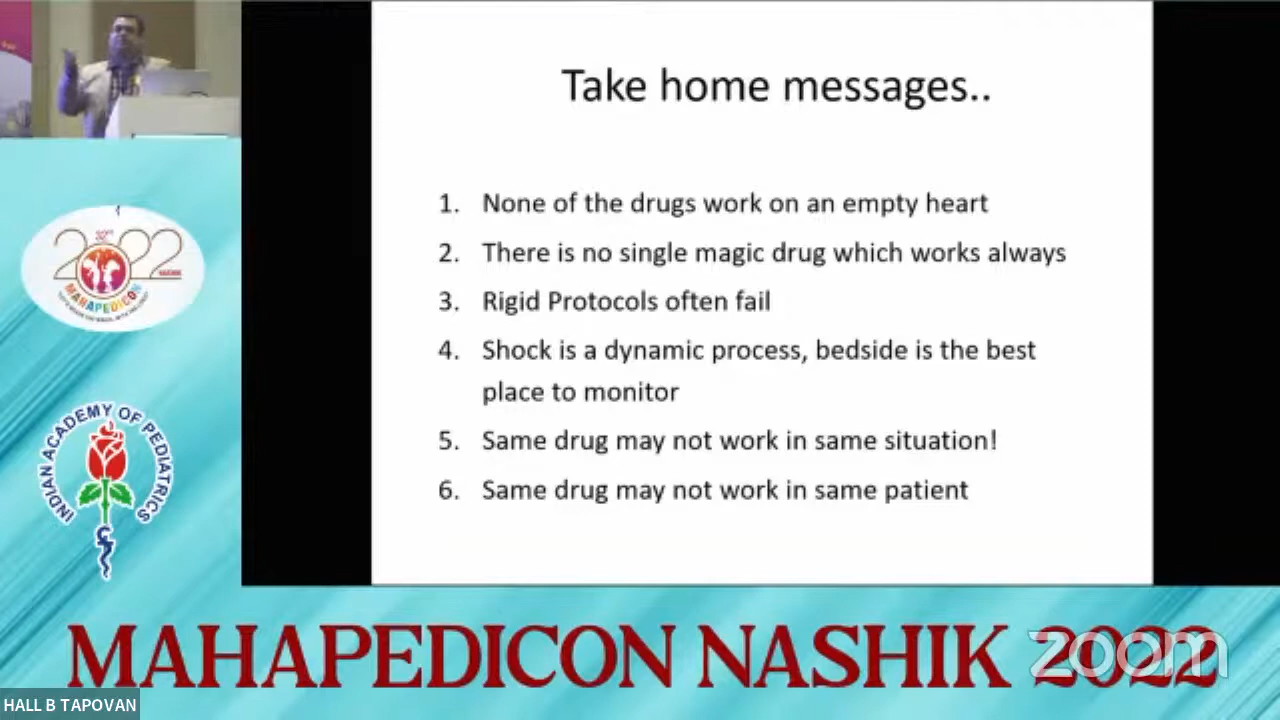 Take home messages..
1. None of the drugs work on an empty heart
2. There is no single magic drug which works always
3. Rigid Protocols often fail
4. Shock is a dynamic process, bedside is the best
place to monitor
5. Same drug may not work in same situation!
6. Same drug may not work in same patient
2022
MAHAPEDICON
INDIAN ACADEMY OF PEDIATRICS
MAHAPEDICON NASHIK 2022
zoom
HALL B TAPOVAN